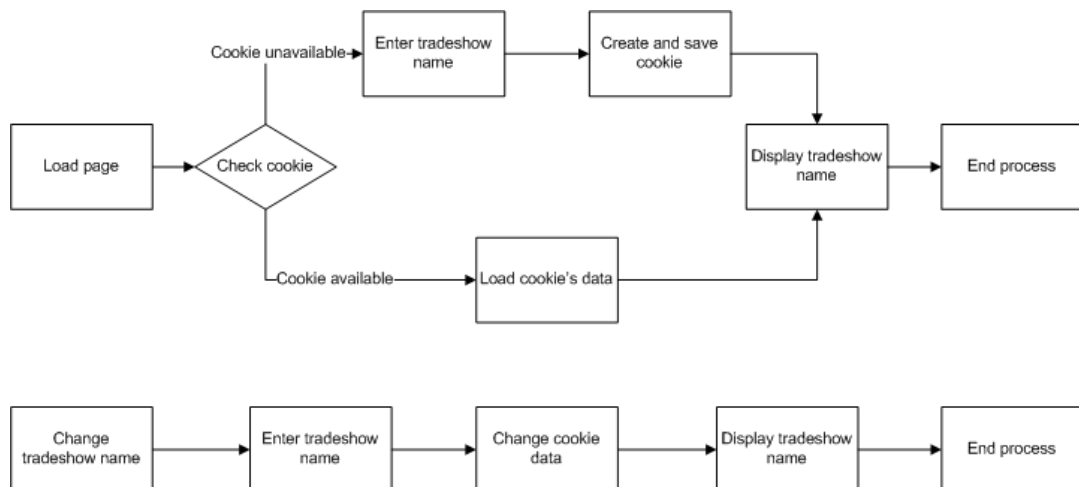 Cookie unavailable
Enter tradeshow
name
Create and save
cookie
Load page
Check cookie
Display tradeshow
name
End process
Cookie available
Load cookie's data
Change
tradeshow name
Enter tradeshow
name
Change cookie
data
Display tradeshow
name
End process